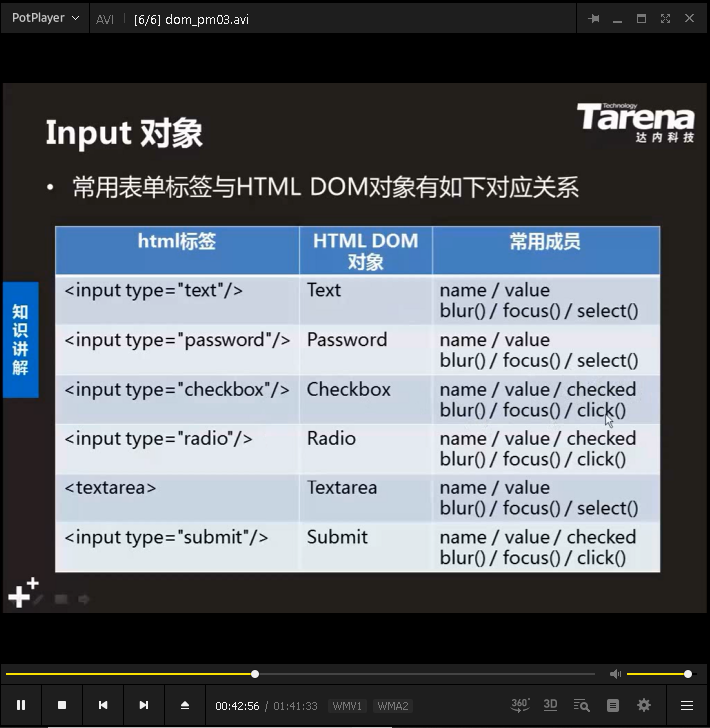 PotPlayer
AVI
[6/6] dom_pm03.avi
Technology
Tarena
达内科技
Input 对象
• 常用表单标签与HTML DOM对象有如下对应关系
html标签
HTML DOM
对象
常用成员
<input type="text"/>
Text
name / value
blur() / focus() / select()
<input type="password"/>
Password
name / value
blur() / focus() / select()
<input type="checkbox"/>
Checkbox
name / value / checked
blur() / focus() / click()
<input type="radio"/>
Radio
name / value / checked
blur() / focus() / click()
<textarea>
Textarea
name / value
blur() / focus() / select()
<input type="submit"/>
Submit
name / value / checked
blur() / focus() / click()
知识讲解
00:42:56 / 01:41:33 WMV1 WMA2
360° 3D